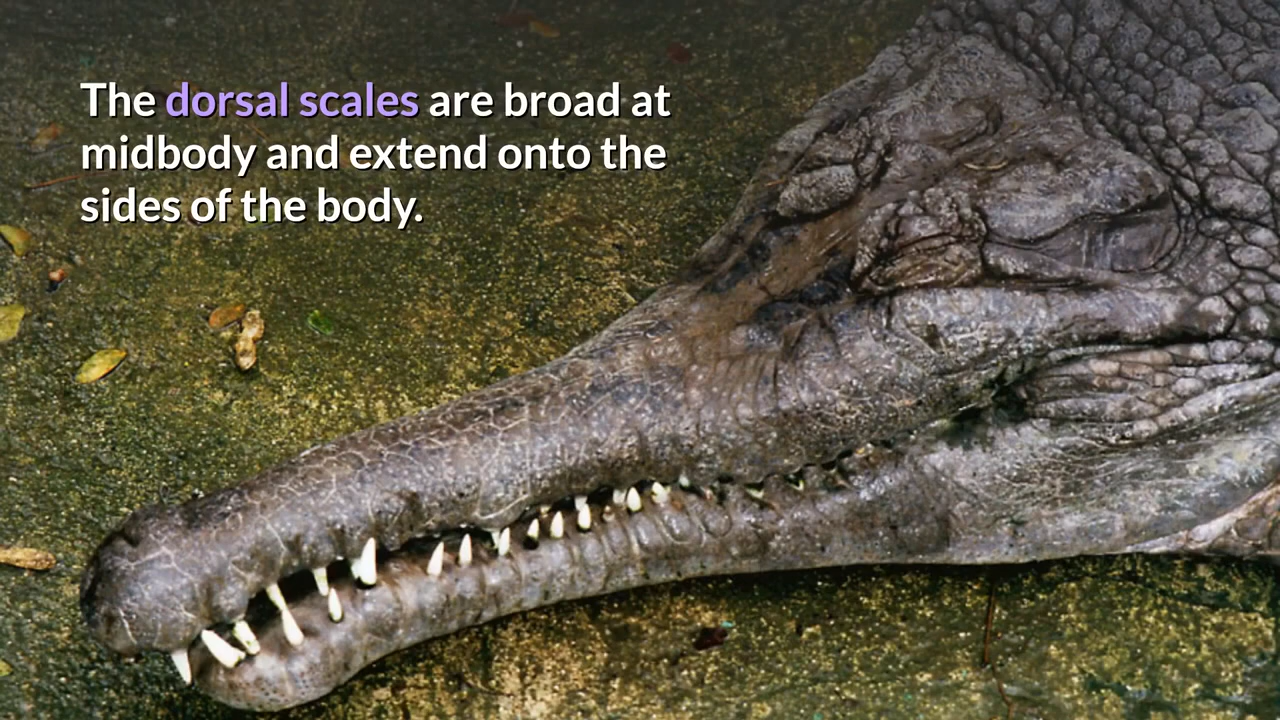 The dorsal scales are broad at
midbody and extend onto the
sides of the body.